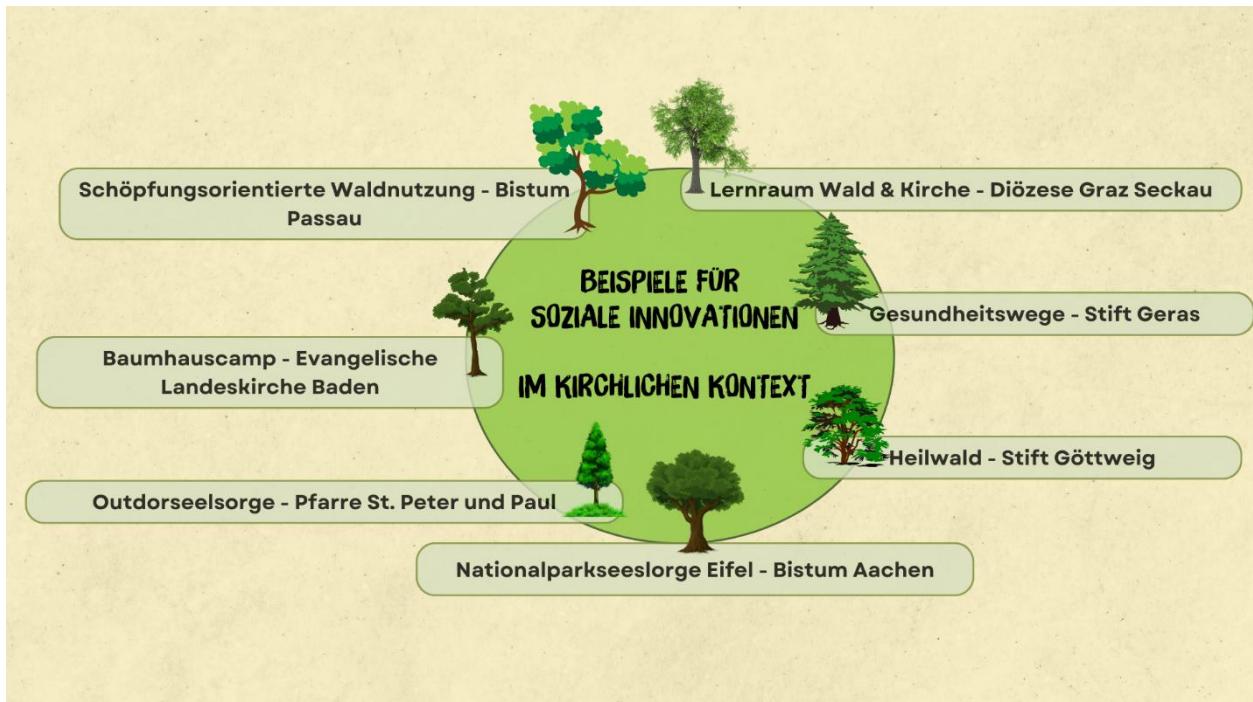 Schöpfungsorientierte Waldnutzung - Bistum
Passau
Lernraum Wald & Kirche - Diözese Graz Seckau
BEISPIELE FÜR
SOZIALE INNOVATIONEN
IM KIRCHLICHEN KONTEXT
Gesundheitswege - Stift Geras
Baumhauscamp - Evangelische
Landeskirche Baden
Heilwald - Stift Göttweig
Outdorseelsorge - Pfarre St. Peter und Paul
Nationalparkseeslorge Eifel - Bistum Aachen